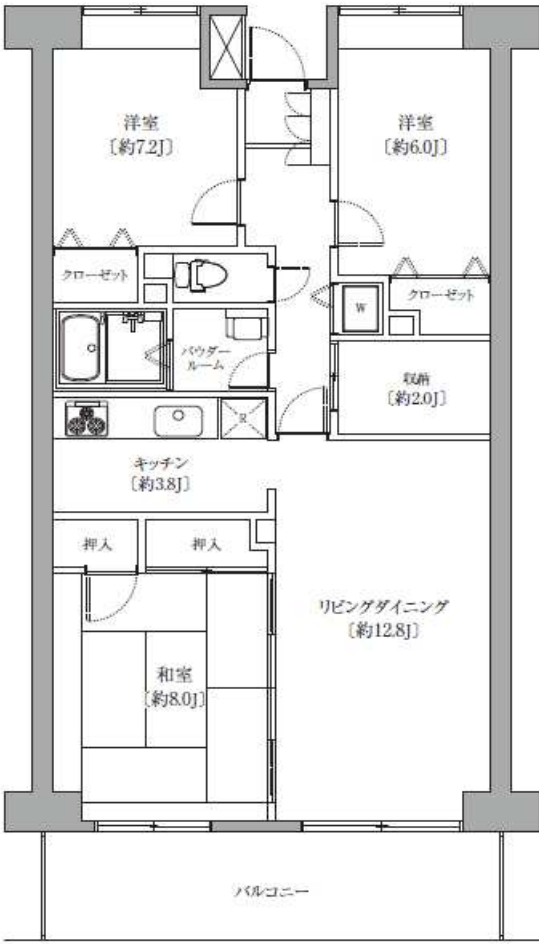 洋室
〔約7.2J〕
洋室
〔約6.0J〕
クローゼット
W
クローゼット
パウダー
ルーム
収納
〔約2.0J〕
R
キッチン
〔約3.8J〕
押入
押入
リビングダイニング
〔約12.8J〕
和室
〔約8.0J〕
バルコニー